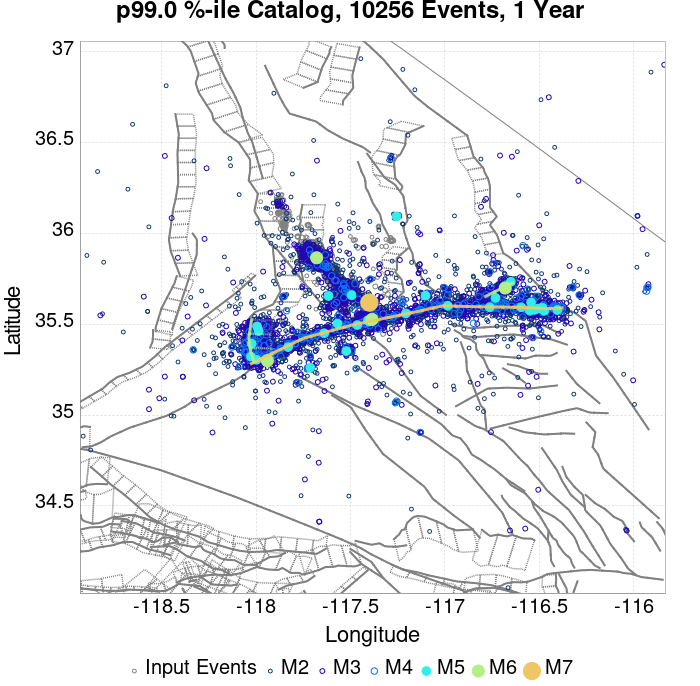 p99.0 %-ile Catalog, 10256 Events, 1 Year
37
36.5
36
35.5
35
34.5
Latitude
-118.5 -118 -117.5 -117 -116.5 -116
Longitude
Input Events M2 M3 M4 M5 M6 M7